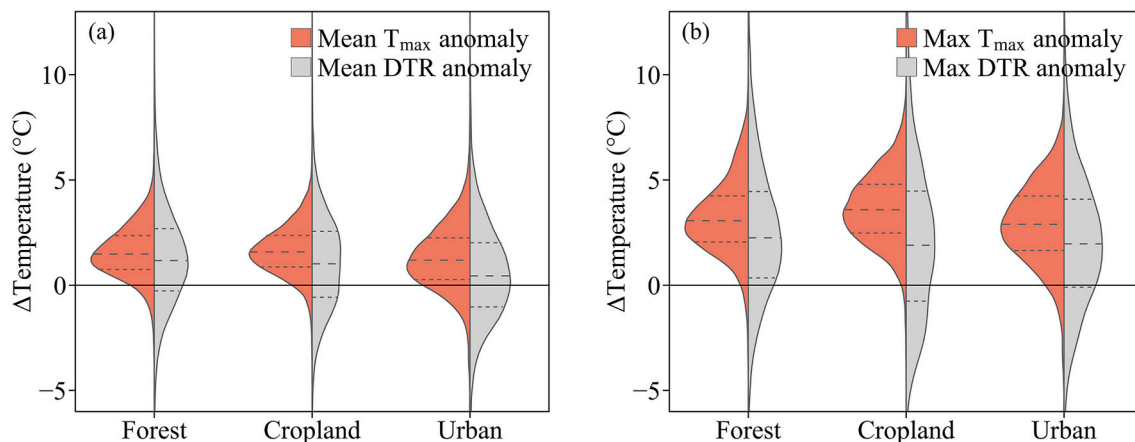 (a)
Mean Tmax anomaly
Mean DTR anomaly
ΔTemperature (°C)
10
5
0
−5
Forest
Cropland
Urban
(b)
Max Tmax anomaly
Max DTR anomaly
ΔTemperature (°C)
10
5
0
−5
Forest
Cropland
Urban